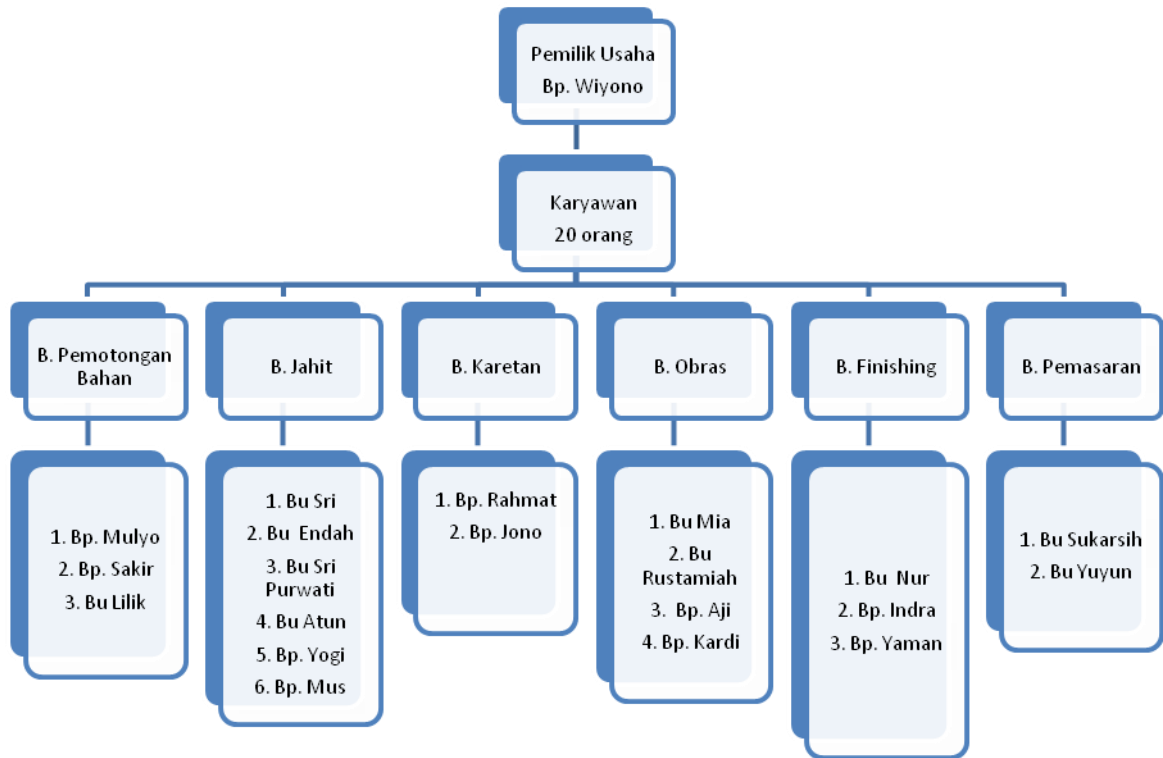 Pemilik Usaha
Bp. Wiyono
Karyawan
20 orang
B. Pemotongan
Bahan
B. Jahit
B. Karetan
B. Obras
B. Finishing
B. Pemasaran
1. Bp. Mulyo
2. Bp. Sakir
3. Bu Lilik
1. Bu Sri
2. Bu Endah
3. Bu Sri
Purwati
4. Bu Atun
5. Bp. Yogi
6. Bp. Mus
1. Bp. Rahmat
2. Bp. Jono
1. Bu Mia
2. Bu
Rustamiah
3. Bp. Aji
4. Bp. Kardi
1. Bu Nur
2. Bp. Indra
3. Bp. Yaman
1. Bu Sukarsih
2. Bu Yuyun